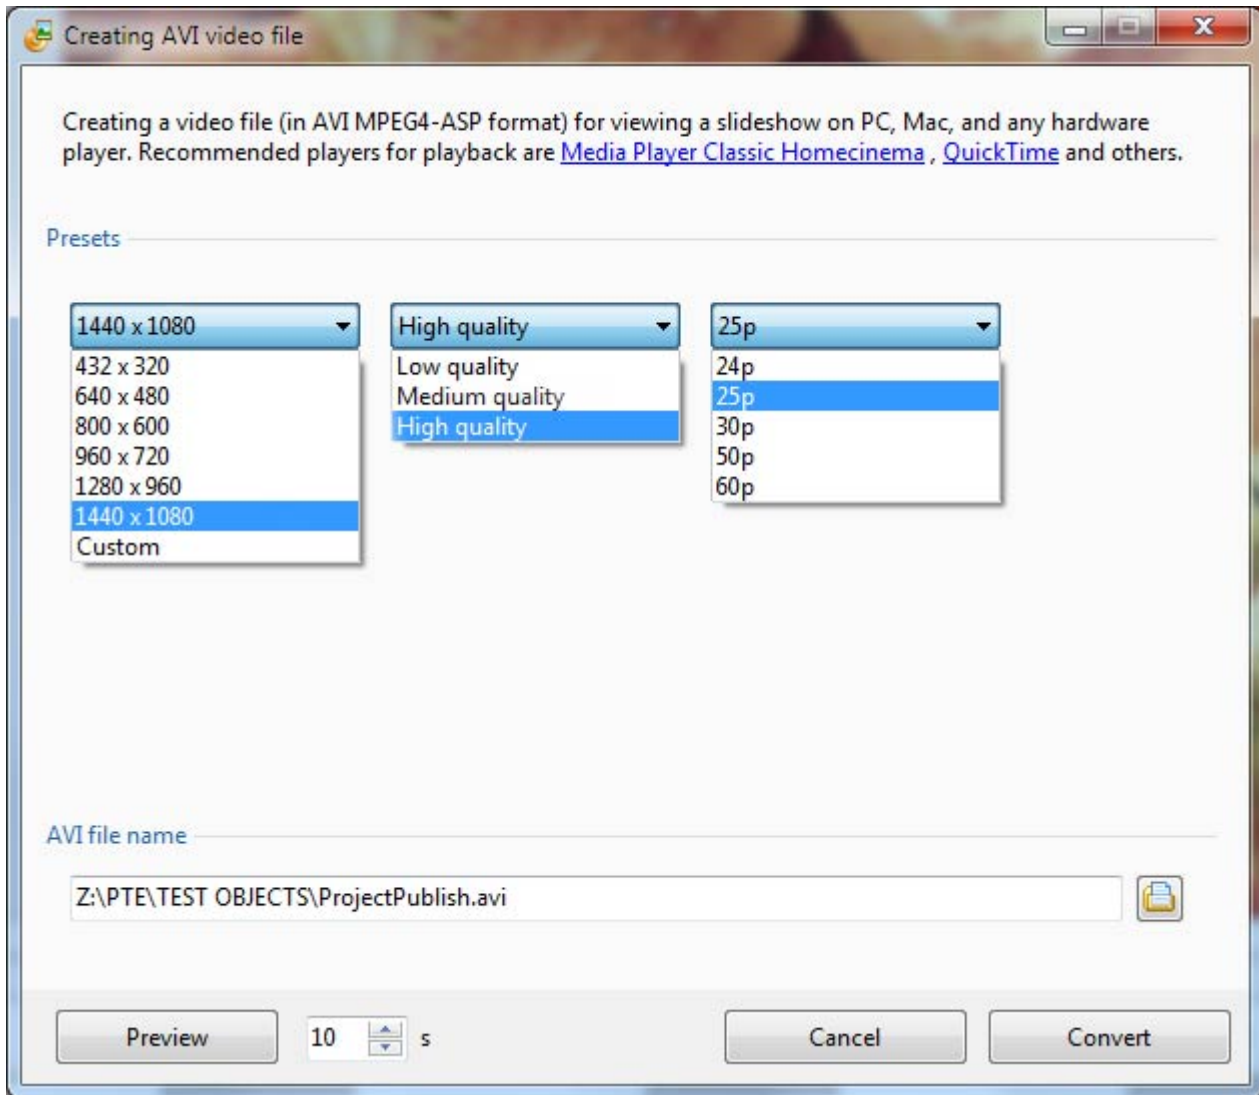 Creating AVI video file
Creating a video file (in AVI MPEG4-ASP format) for viewing a slideshow on PC, Mac, and any hardware
player. Recommended players for playback are Media Player Classic Homecinema , QuickTime and others.
Presets
1440 x 1080
432 x 320
640 x 480
800 x 600
960 x 720
1280 x 960
1440 x 1080
Custom
High quality
Low quality
Medium quality
High quality
25p
24p
25p
30p
50p
60p
AVI file name
Z:\PTE\TEST OBJECTS\ProjectPublish.avi
Preview 10 s Cancel Convert